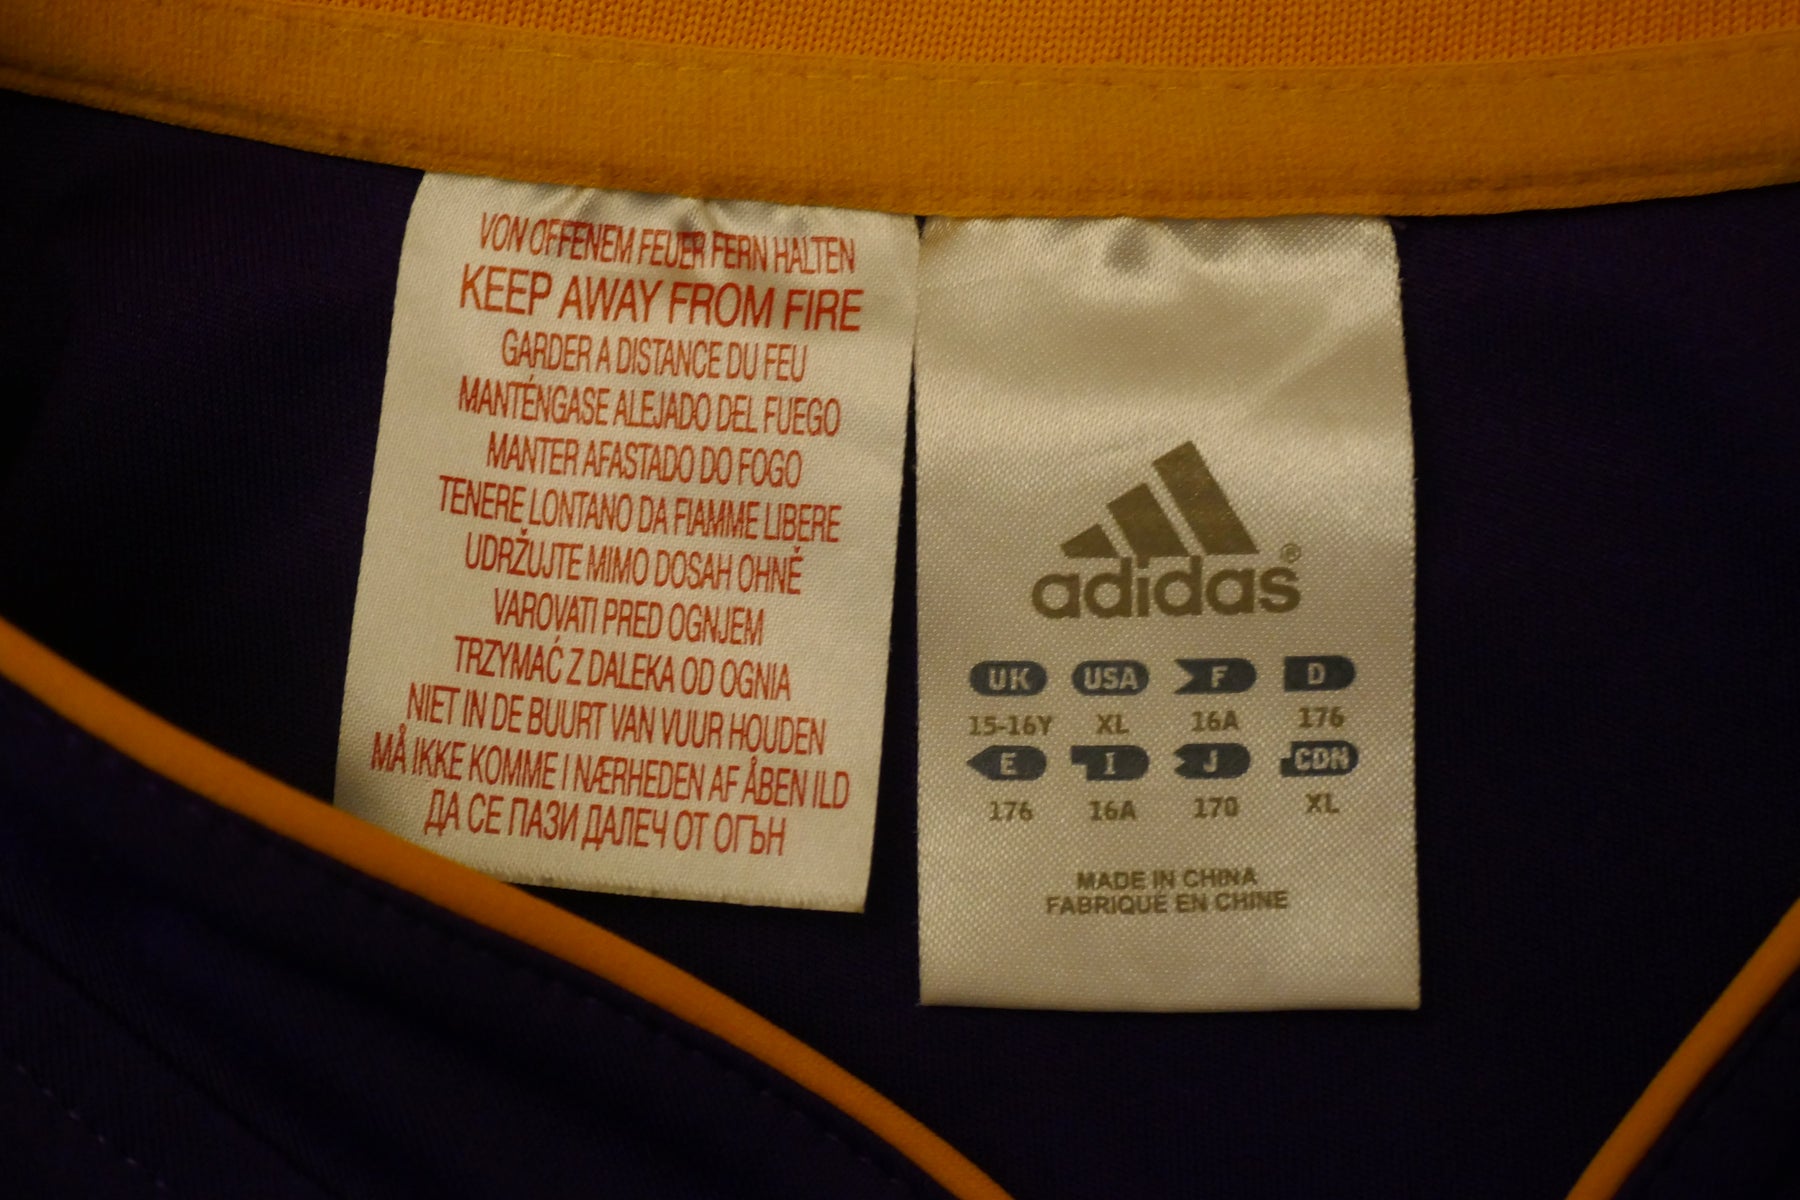 VON OFFENEM FEUER FERN HALTEN
KEEP AWAY FROM FIRE
GARDER A DISTANCE DU FEU
MANTÉNGASE ALEJADO DEL FUEGO
MANTER AFASTADO DO FOGO
TENERE LONTANO DA FIAMME LIBERE
UDRŽUJTE MIMO DOSAH OHNĚ
VAROVATI PRED OGNJEM
TRZYMAĆ Z DALEKA OD OGNIA
NIET IN DE BUURT VAN VUUR HOUDEN
MÅ IKKE KOMME I NÆRHEDEN AF ÅBEN ILD
ДА СЕ ПАЗИ ДАЛЕЧ ОТ ОГЪН
adidas®
UK USA F D
15-16Y XL 16A 176
E I J CDN
176 16A 170 XL
MADE IN CHINA
FABRIQUÉ EN CHINE